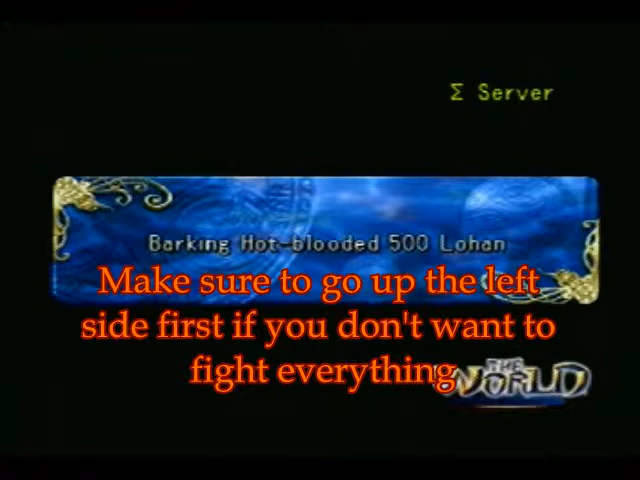 Σ Server
Barking Hot-blooded 500 Lohan
Make sure to go up the left
side first if you don't want to
fight everything
THE
WORLD